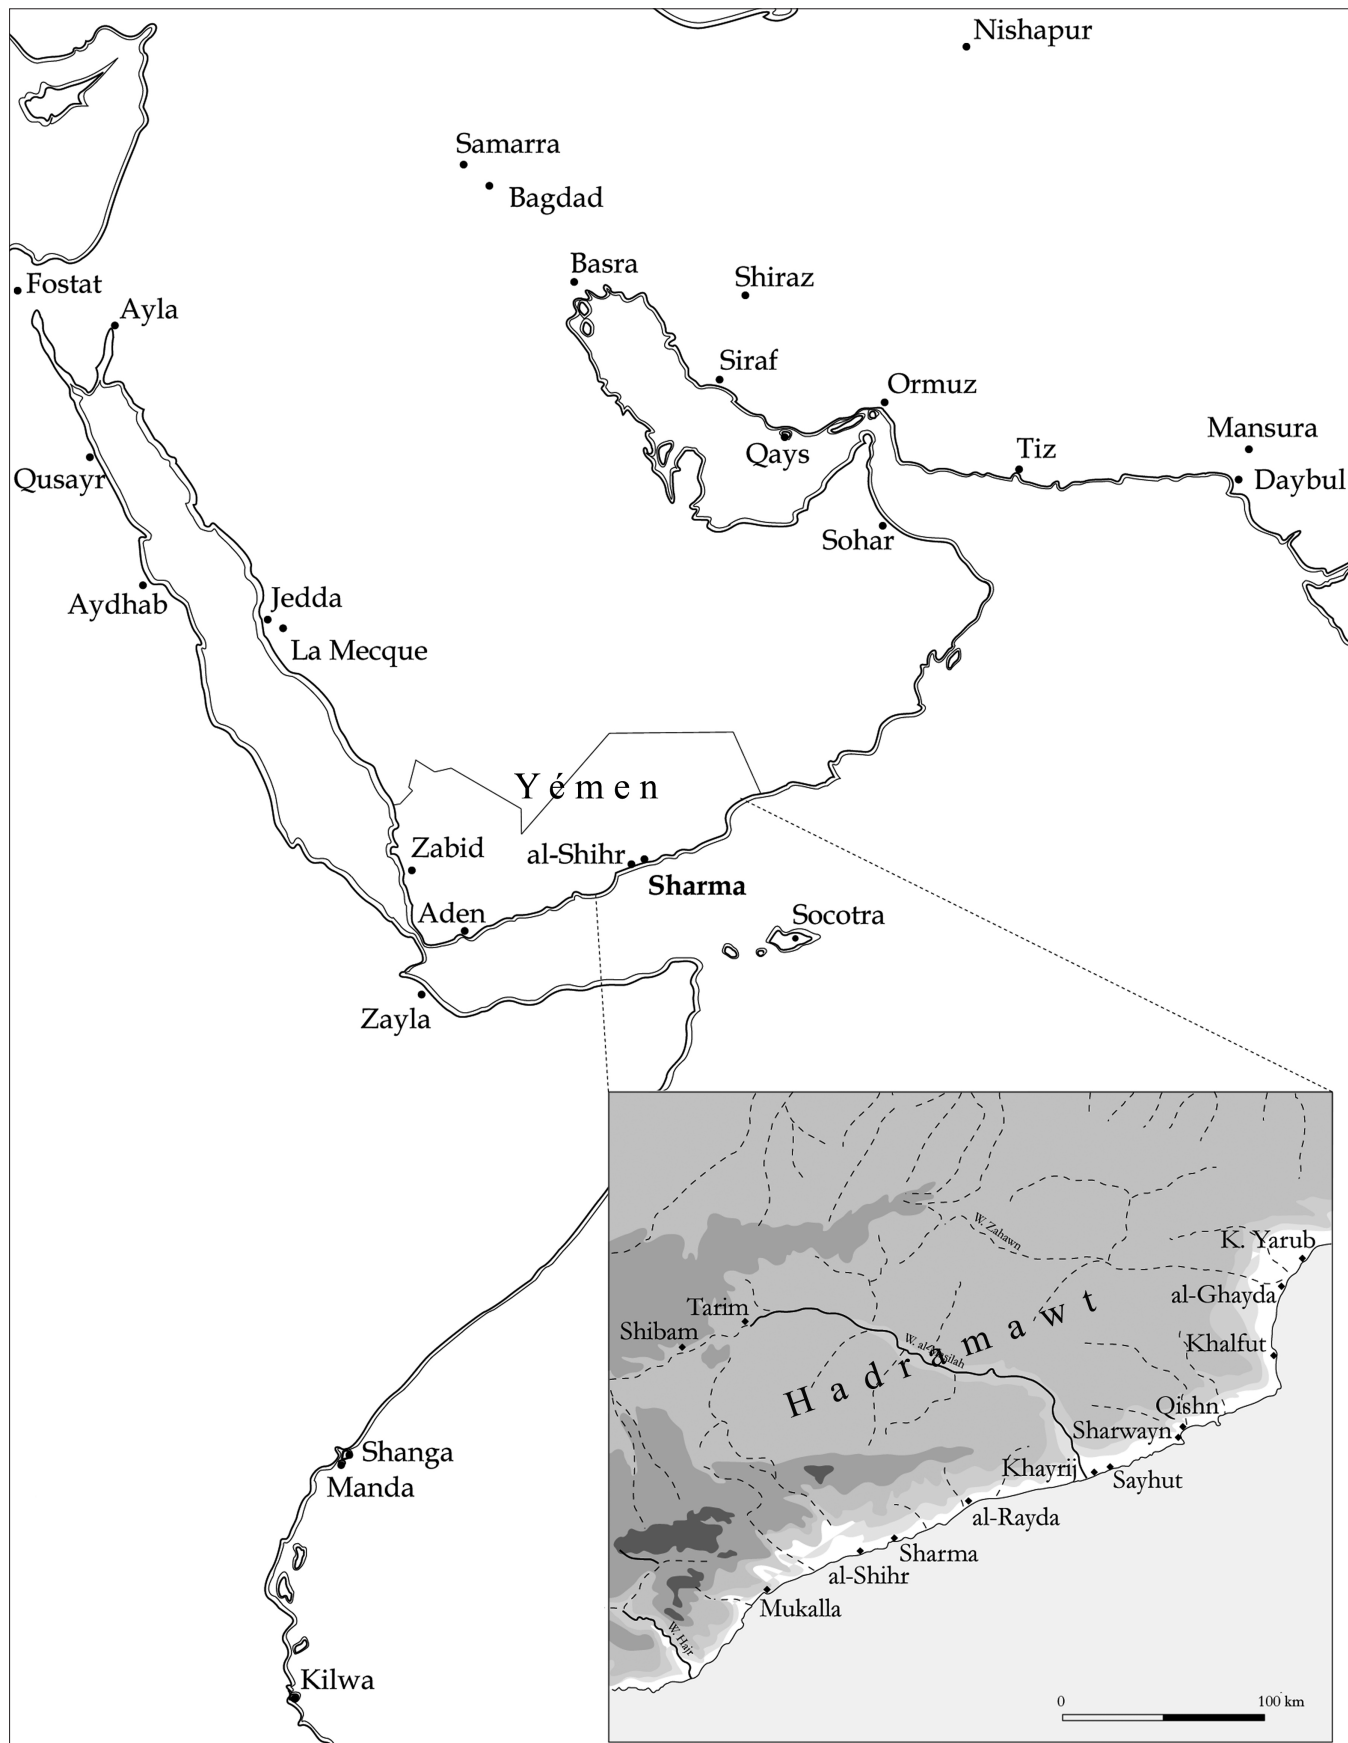 Nishapur
Samarra
Bagdad
Basra
Shiraz
Fostat
Ayla
Siraf
Ormuz
Mansura
Tiz
Qays
Qusayr
Daybul
Sohar
Aydhab
Jedda
La Mecque
Yémen
Zabid
al-Shihr
Sharma
Aden
Socotra
Zayla
Shanga
Manda
Kilwa
W. Zahawn
K. Yarub
al-Ghayda
Tarim
Shibam
W. al-Masilah
Hadramawt
Khalfut
Qishn
Sharwayn
Khayrij
Sayhut
al-Rayda
Sharma
al-Shihr
Mukalla
W. Hajr
0 100 km